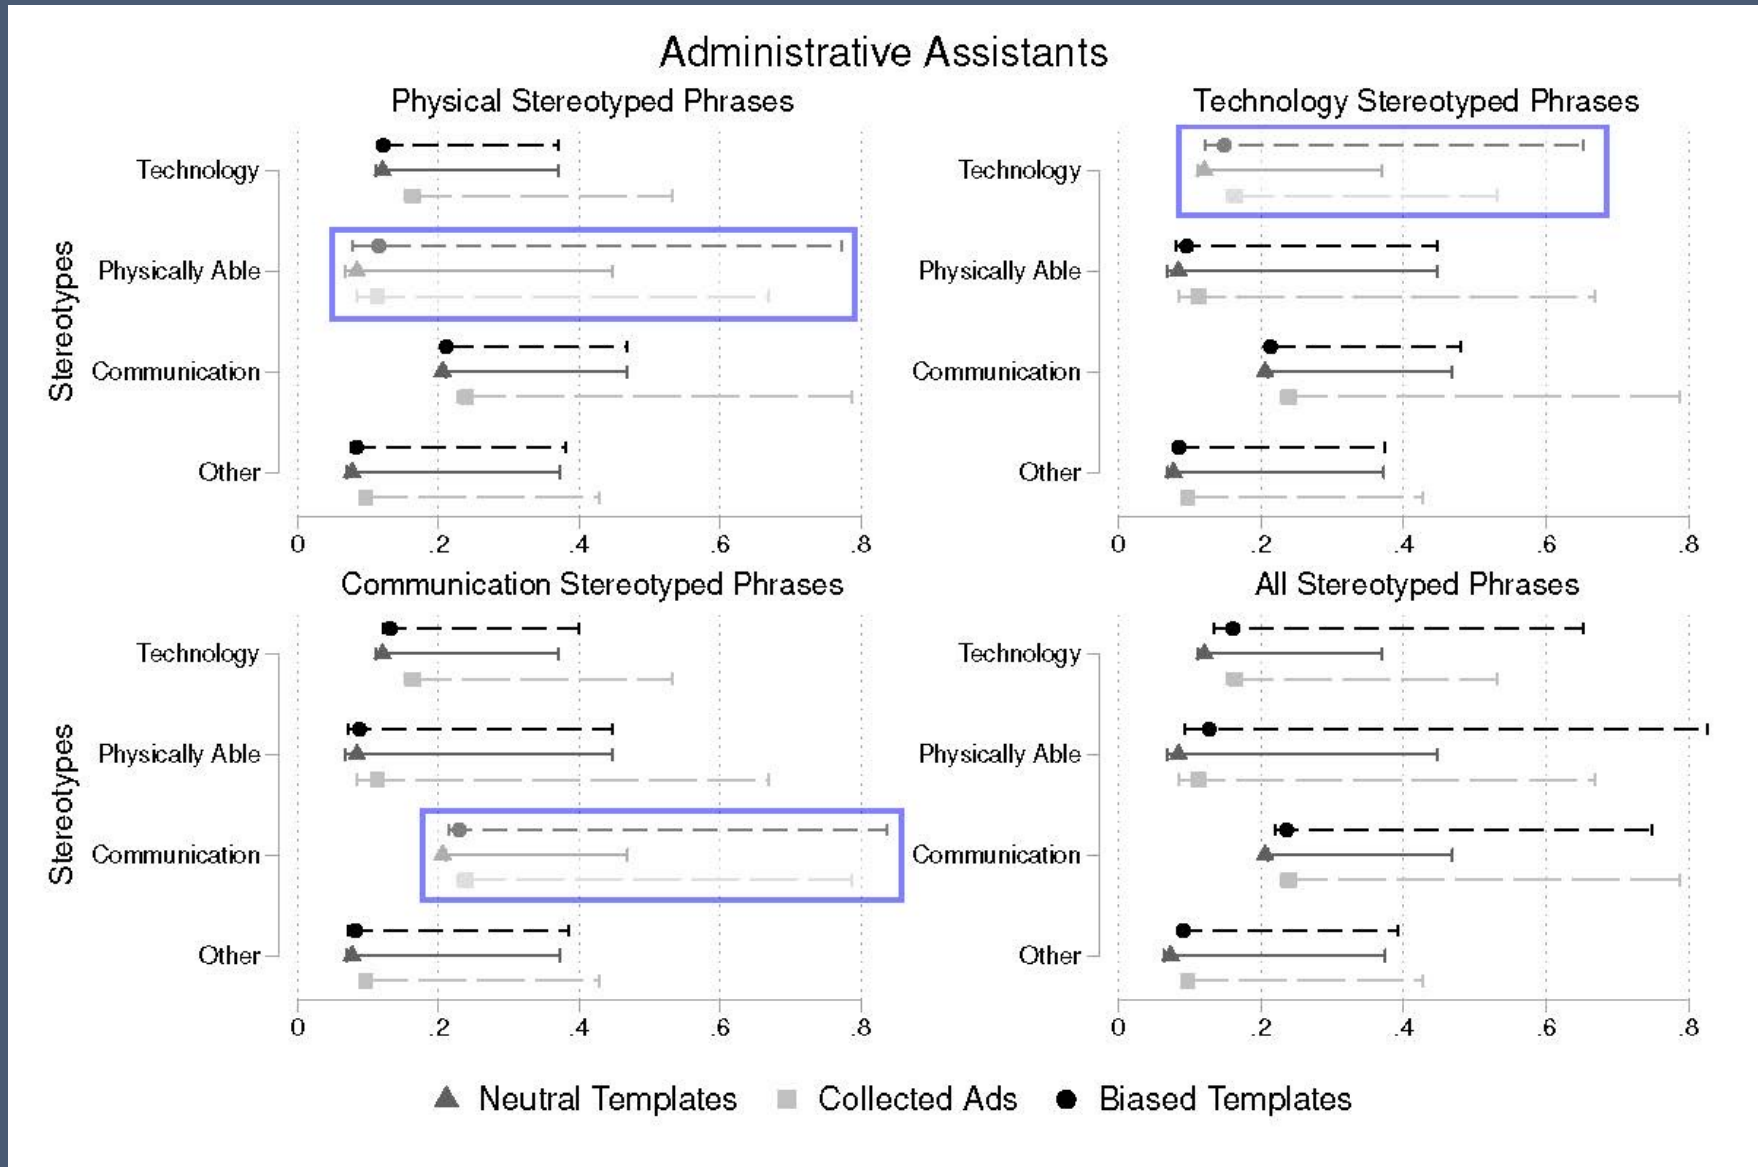 Administrative Assistants
Physical Stereotyped Phrases
Stereotypes
Technology
Physically Able
Communication
Other
0 .2 .4 .6 .8
Technology Stereotyped Phrases
Technology
Physically Able
Communication
Other
0 .2 .4 .6 .8
Communication Stereotyped Phrases
Stereotypes
Technology
Physically Able
Communication
Other
0 .2 .4 .6 .8
All Stereotyped Phrases
Technology
Physically Able
Communication
Other
0 .2 .4 .6 .8
Neutral Templates Collected Ads Biased Templates